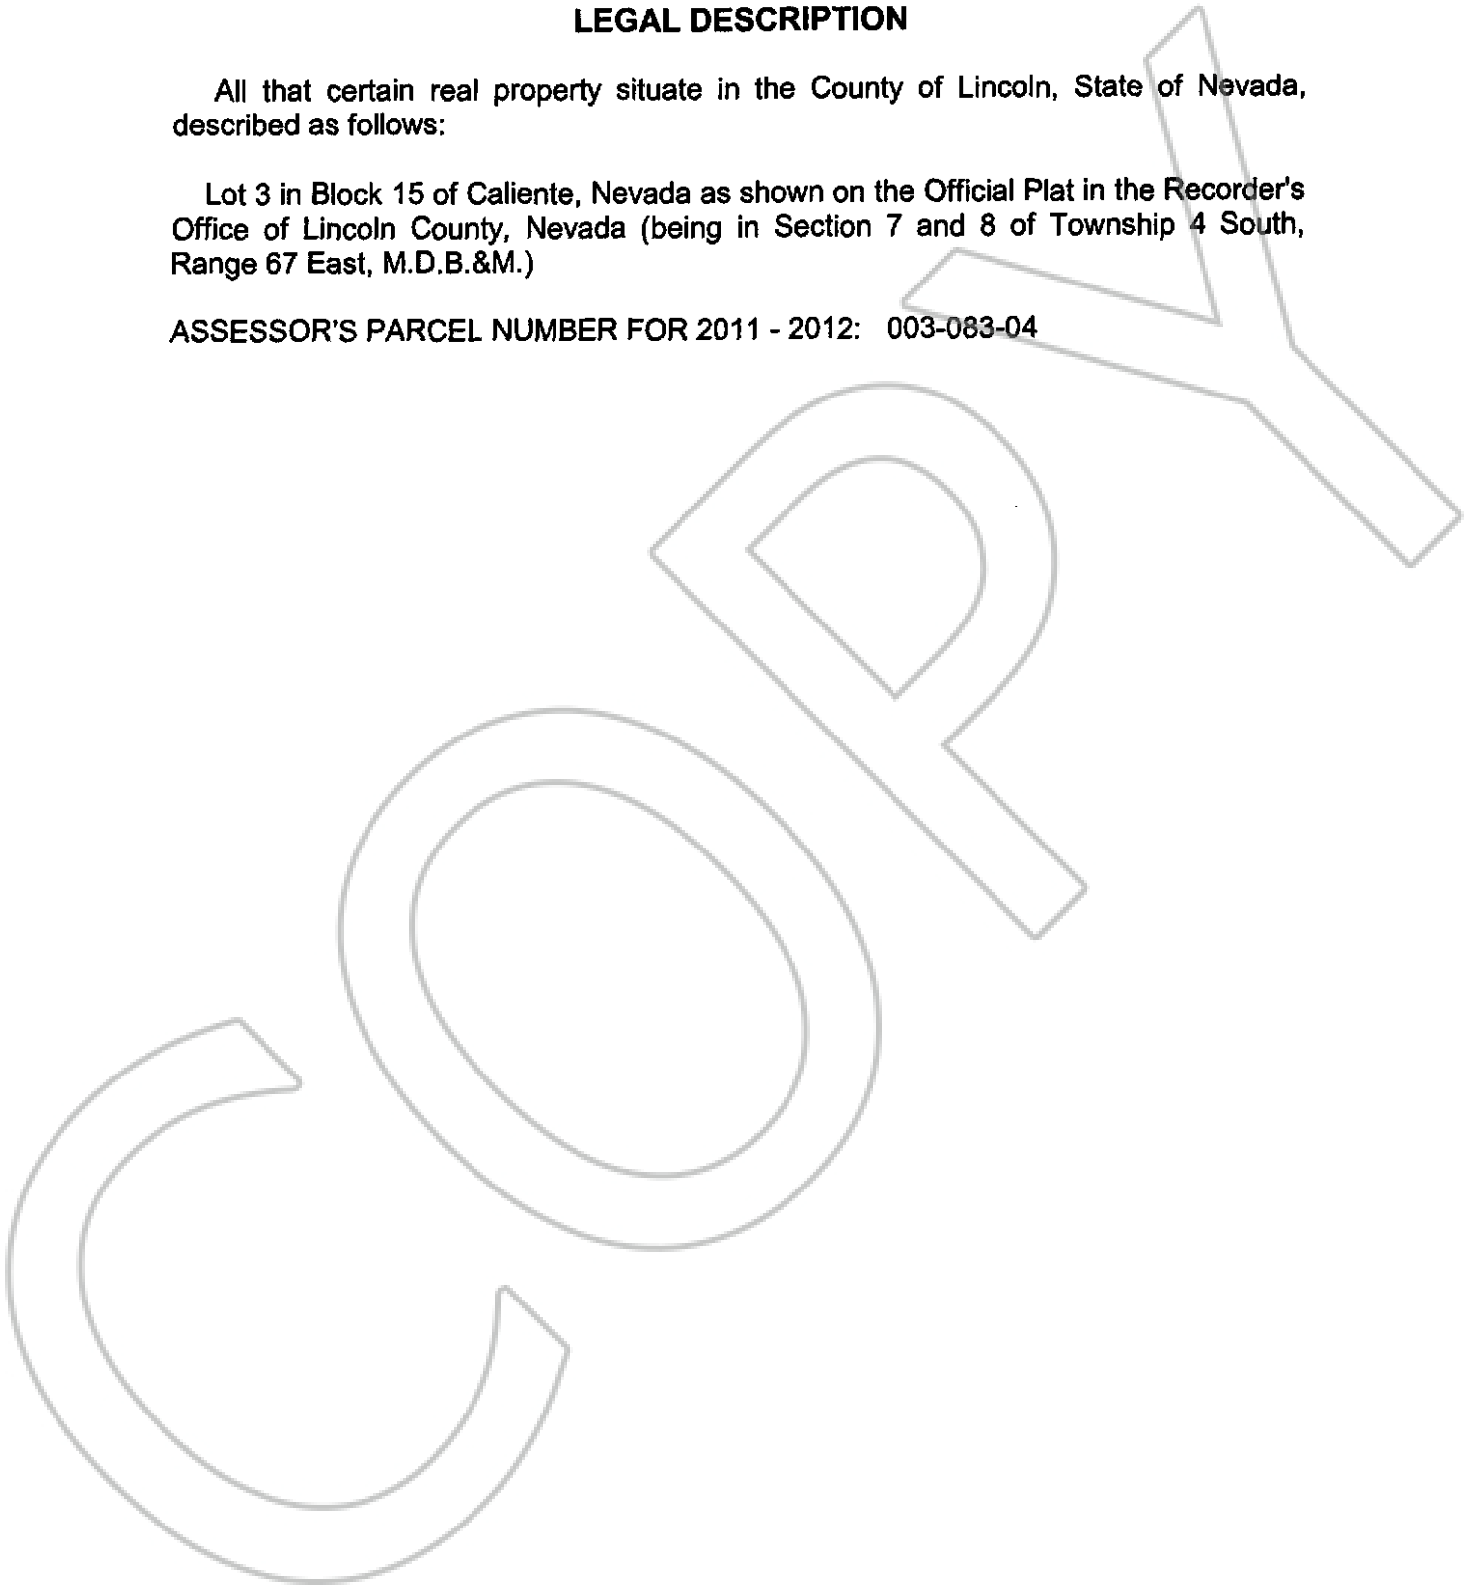 LEGAL DESCRIPTION
All that certain real property situate in the County of Lincoln, State of Nevada,
described as follows:
Lot 3 in Block 15 of Caliente, Nevada as shown on the Official Plat in the Recorder's
Office of Lincoln County, Nevada (being in Section 7 and 8 of Township 4 South,
Range 67 East, M.D.B.&M.)
ASSESSOR'S PARCEL NUMBER FOR 2011 - 2012: 003-083-04
COPY